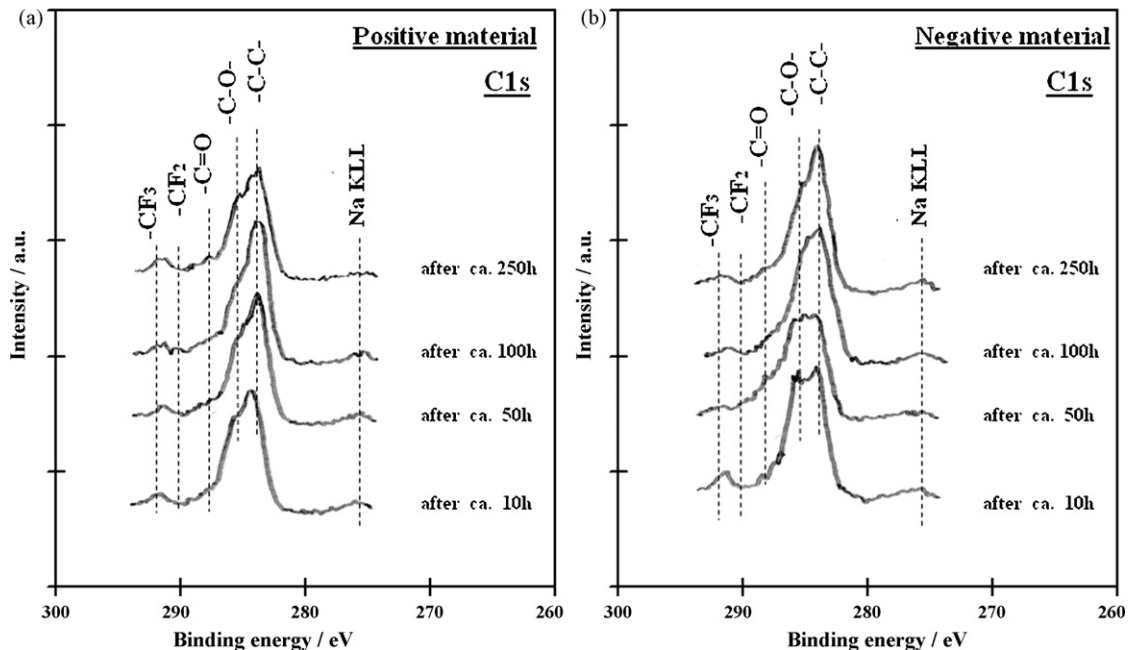 (a)
Positive material
C1s
-CF3
-CF2
-C=O
-C-O-
-C-C-
Na KLL
after ca. 250h
after ca. 100h
after ca. 50h
after ca. 10h
Intensity / a.u.
300 290 280 270 260
Binding energy / eV
(b)
Negative material
C1s
-CF3
-CF2
-C=O
-C-O-
-C-C-
Na KLL
after ca. 250h
after ca. 100h
after ca. 50h
after ca. 10h
Intensity / a.u.
300 290 280 270 260
Binding energy / eV